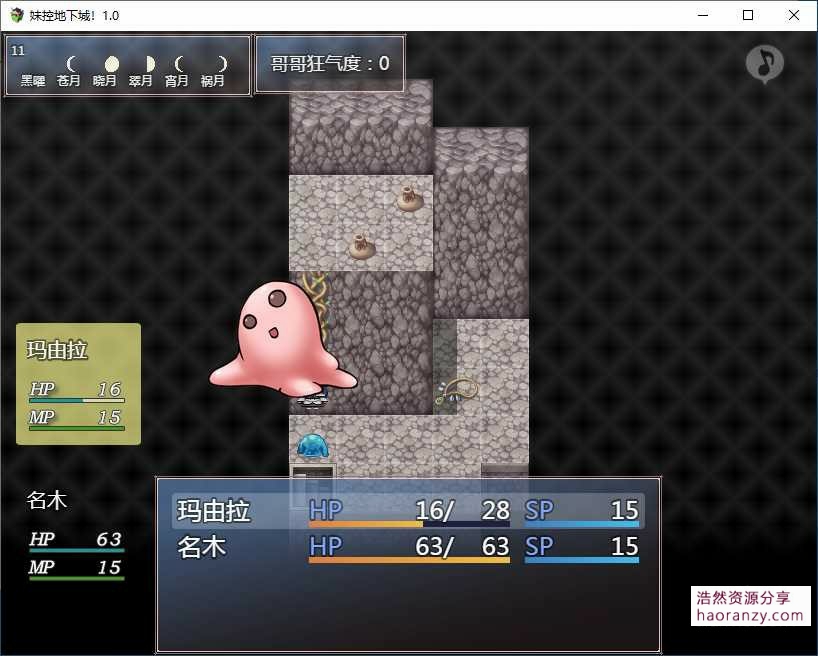 妹控地下城！1.0
11
黑曜 苍月 晓月 翠月 宵月 祸月
哥哥狂气度：0
玛由拉
HP 16
MP 15
名木
HP 63
MP 15
玛由拉 HP 16/ 28 SP 15
名木 HP 63/ 63 SP 15
浩然资源分享
haoranzy.com